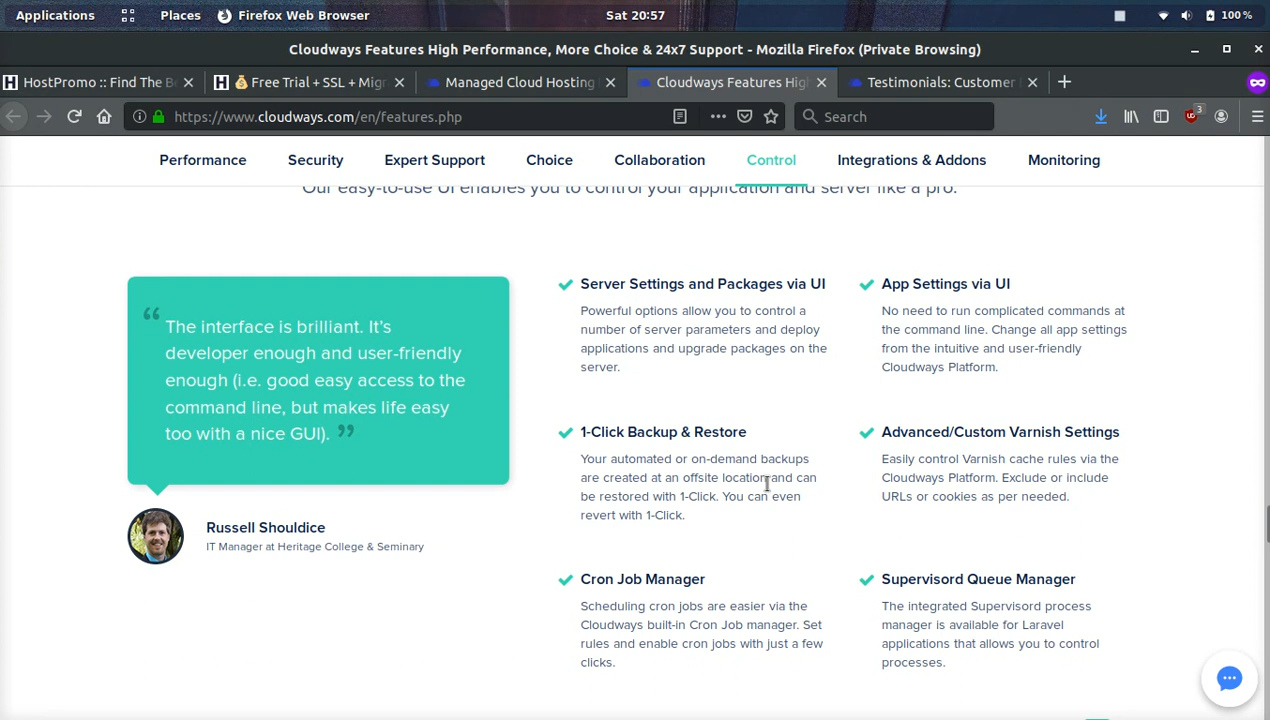 Applications Places Firefox Web Browser Sat 20:57 100%
Cloudways Features High Performance, More Choice & 24x7 Support - Mozilla Firefox (Private Browsing)
HostPromo :: Find The Be Free Trial + SSL + Migr Managed Cloud Hosting Cloudways Features High Testimonials: Customer
https://www.cloudways.com/en/features.php Search 3
Performance Security Expert Support Choice Collaboration Control Integrations & Addons Monitoring
Our easy-to-use UI enables you to control your application and server like a pro.
“ The interface is brilliant. It’s
developer enough and user-friendly
enough (i.e. good easy access to the
command line, but makes life easy
too with a nice GUI). ”
Russell Shouldice
IT Manager at Heritage College & Seminary
Server Settings and Packages via UI
Powerful options allow you to control a
number of server parameters and deploy
applications and upgrade packages on the
server.
App Settings via UI
No need to run complicated commands at
the command line. Change all app settings
from the intuitive and user-friendly
Cloudways Platform.
1-Click Backup & Restore
Your automated or on-demand backups
are created at an offsite location and can
be restored with 1-Click. You can even
revert with 1-Click.
Advanced/Custom Varnish Settings
Easily control Varnish cache rules via the
Cloudways Platform. Exclude or include
URLs or cookies as per needed.
Cron Job Manager
Scheduling cron jobs are easier via the
Cloudways built-in Cron Job manager. Set
rules and enable cron jobs with just a few
clicks.
Supervisord Queue Manager
The integrated Supervisord process
manager is available for Laravel
applications that allows you to control
processes.